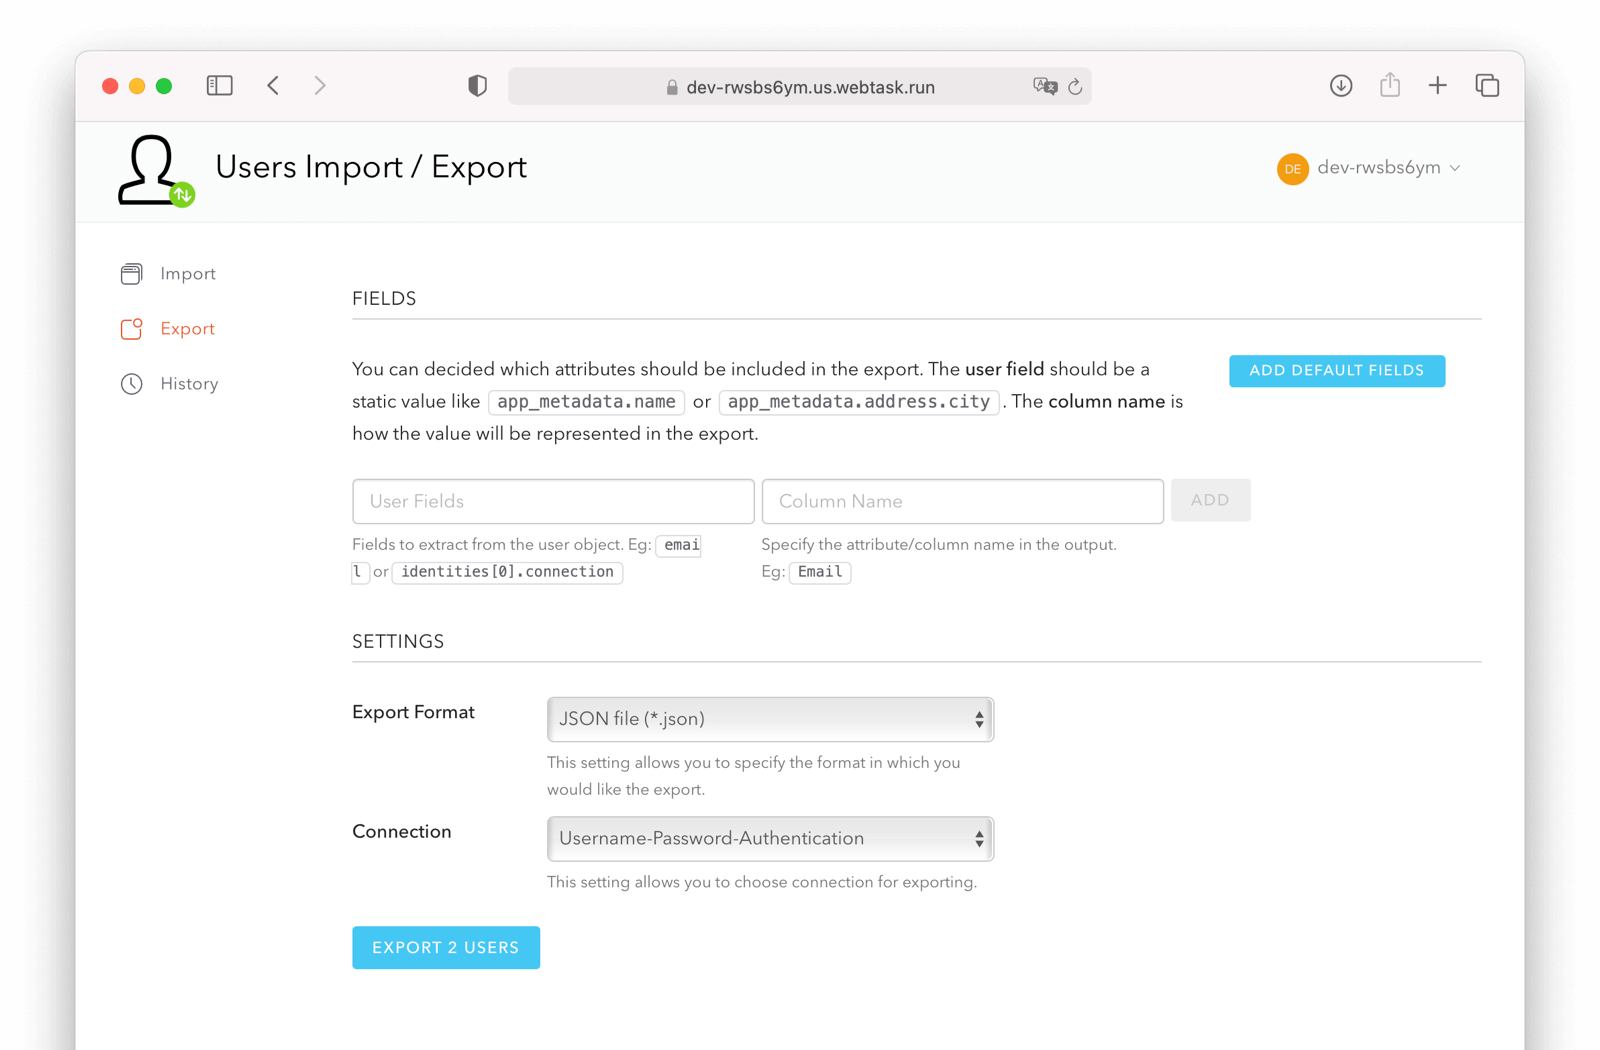 dev-rwsbs6ym.us.webtask.run
Users Import / Export
DE dev-rwsbs6ym
Import
Export
History
FIELDS
You can decided which attributes should be included in the export. The user field should be a
static value like app_metadata.name or app_metadata.address.city . The column name is
how the value will be represented in the export.
ADD DEFAULT FIELDS
User Fields
Column Name
ADD
Fields to extract from the user object. Eg: emai
l or identities[0].connection
Specify the attribute/column name in the output.
Eg: Email
SETTINGS
Export Format
JSON file (*.json)
This setting allows you to specify the format in which you
would like the export.
Connection
Username-Password-Authentication
This setting allows you to choose connection for exporting.
EXPORT 2 USERS